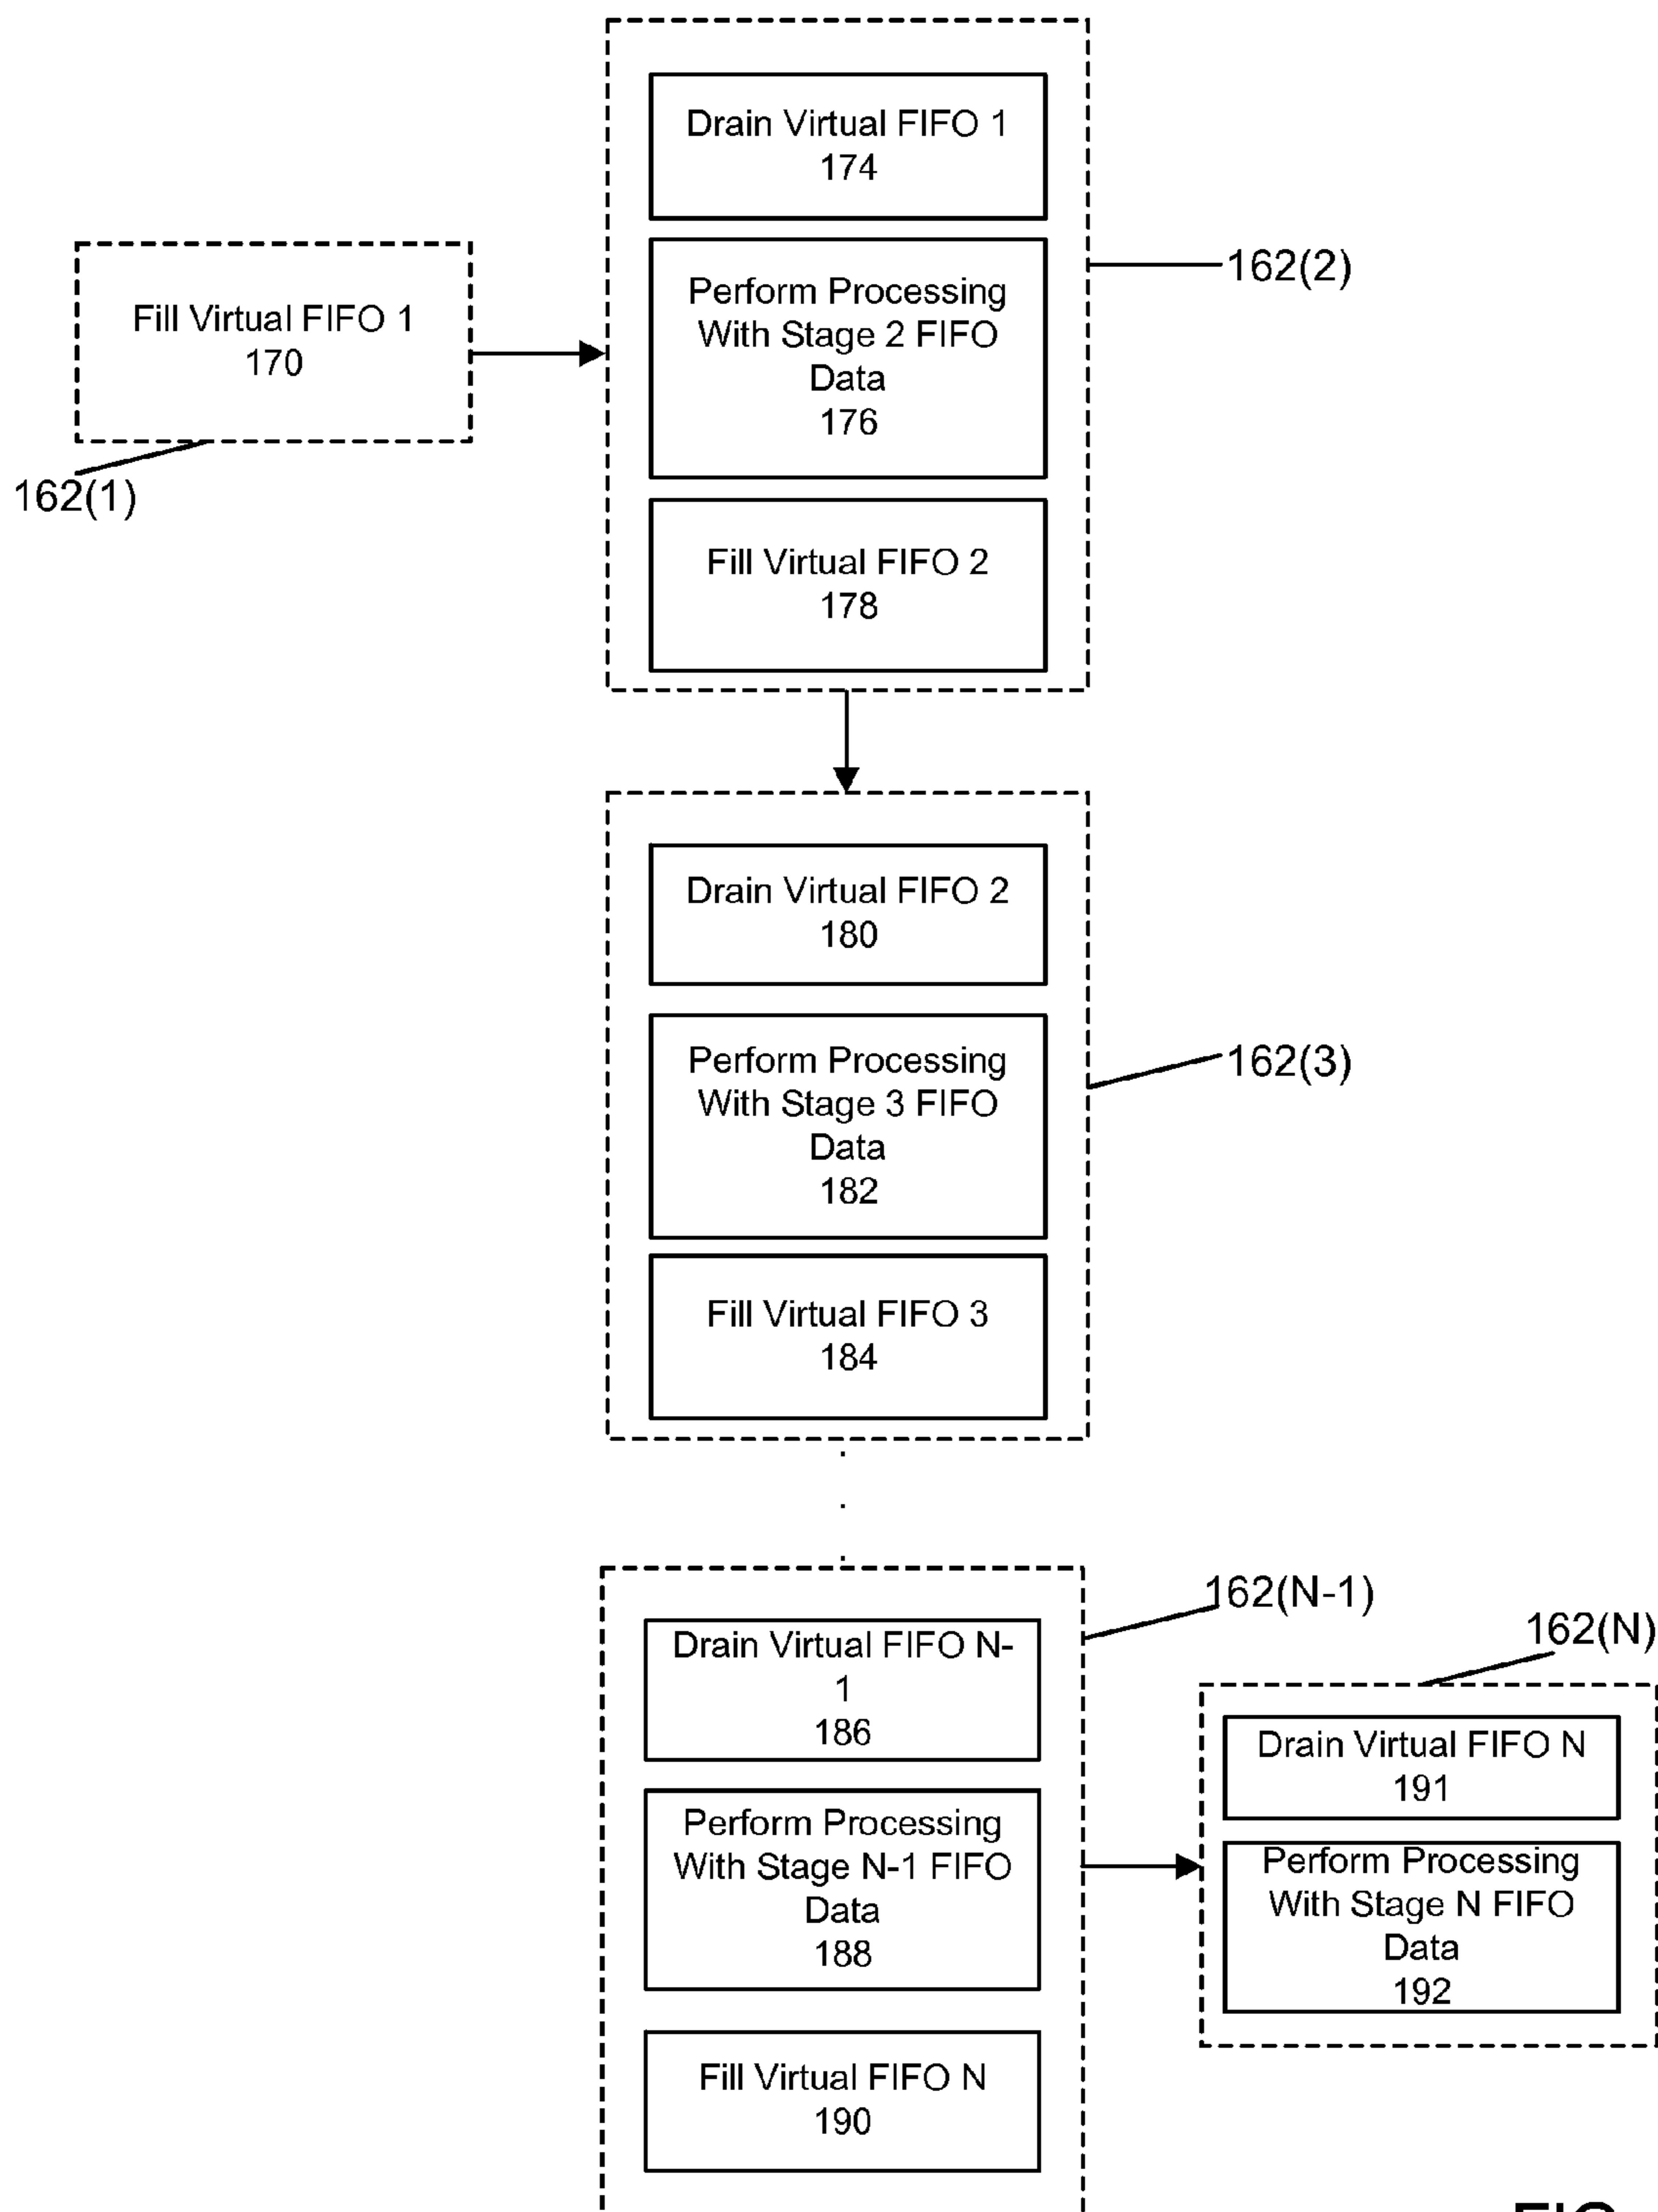 Drain Virtual FIFO 1
174
162(2)
Perform Processing
With Stage 2 FIFO
Data
176
Fill Virtual FIFO 1
170
162(1)
Fill Virtual FIFO 2
178
Drain Virtual FIFO 2
180
162(3)
Perform Processing
With Stage 3 FIFO
Data
182
Fill Virtual FIFO 3
184
162(N-1)
Drain Virtual FIFO N-
1
186
Perform Processing
With Stage N-1 FIFO
Data
188
Fill Virtual FIFO N
190
162(N)
Drain Virtual FIFO N
191
Perform Processing
With Stage N FIFO
Data
192